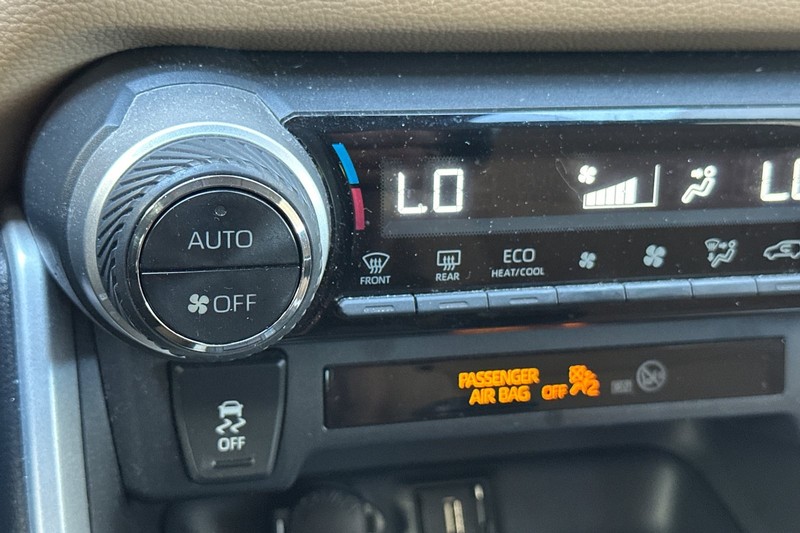 LO
AUTO
OFF
FRONT
REAR
ECO
HEAT/COOL
PASSENGER
AIR BAG OFF
OFF